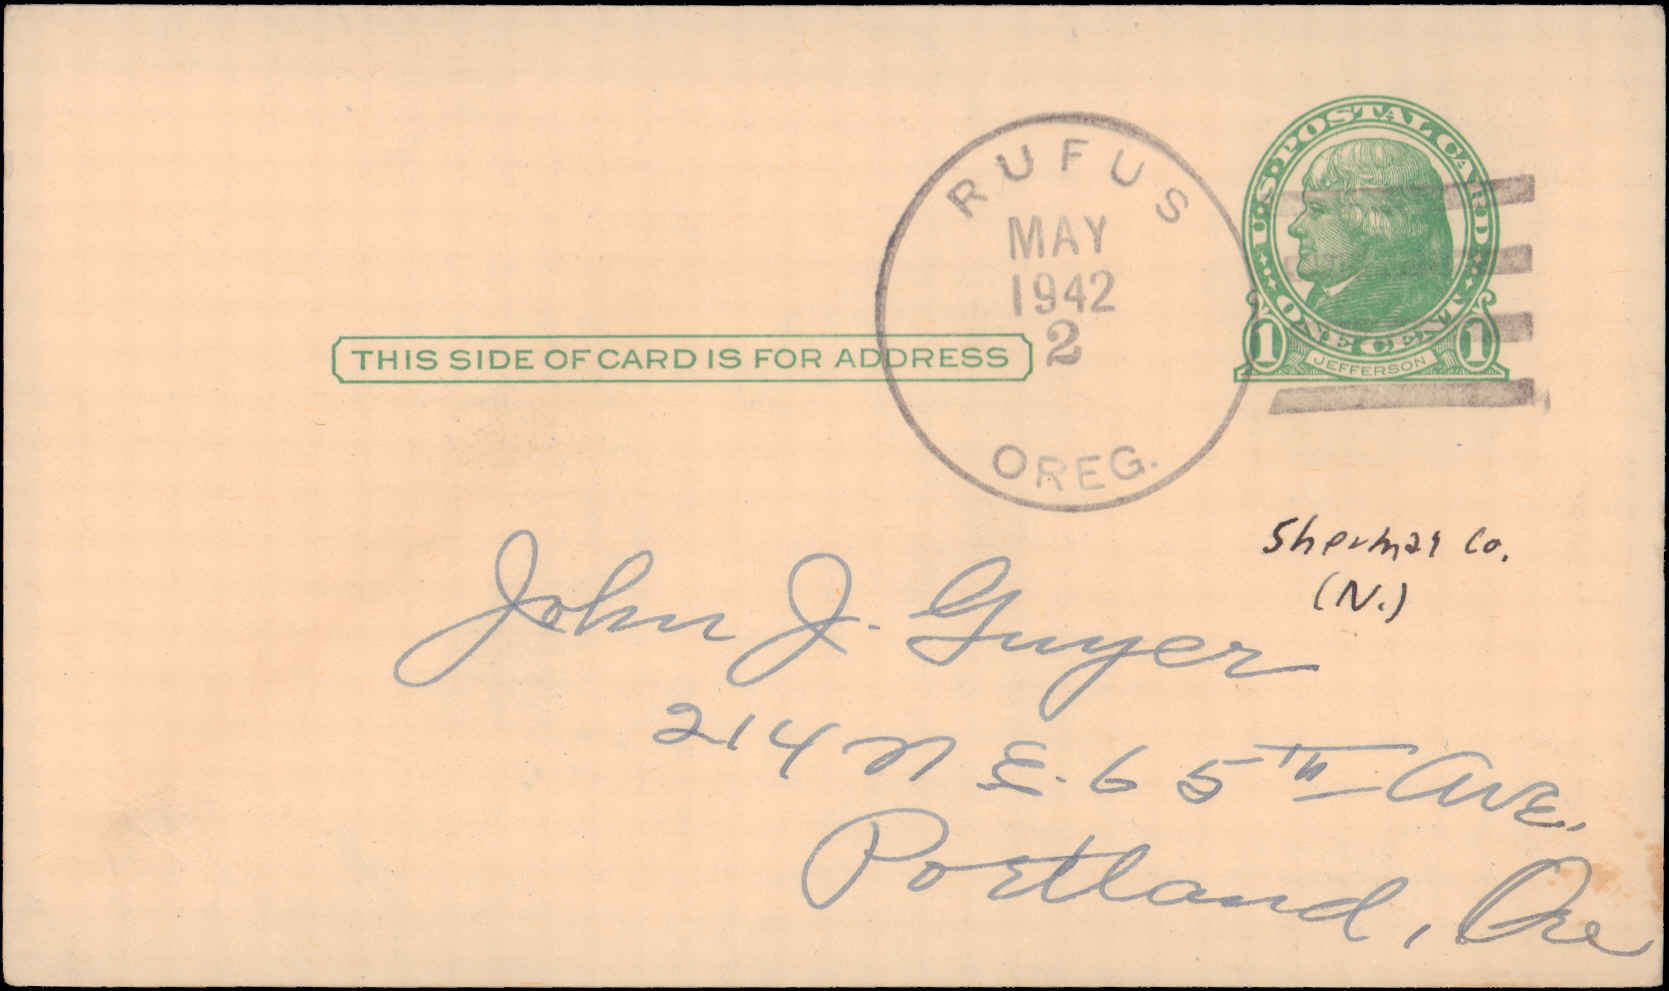 U.S. POSTAL CARD
ONE CENT
1 JEFFERSON 1
RUFUS
MAY
1942
2
OREG.
THIS SIDE OF CARD IS FOR ADDRESS
Sherman Co.
(N.)
John J. Guyer
214 N E. 65TH Ave.
Portland, Ore